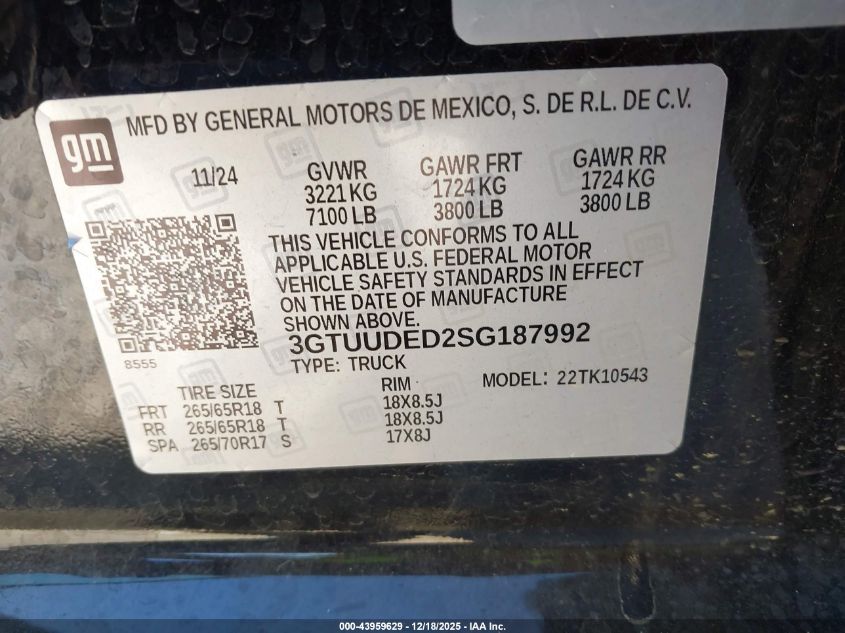 gm
MFD BY GENERAL MOTORS DE MEXICO, S. DE R.L. DE C.V.
11/24
GVWR
3221 KG
7100 LB
GAWR FRT
1724 KG
3800 LB
GAWR RR
1724 KG
3800 LB
THIS VEHICLE CONFORMS TO ALL
APPLICABLE U.S. FEDERAL MOTOR
VEHICLE SAFETY STANDARDS IN EFFECT
ON THE DATE OF MANUFACTURE
SHOWN ABOVE.
8555
3GTUUDED2SG187992
TYPE: TRUCK
MODEL: 22TK10543
TIRE SIZE RIM
FRT 265/65R18 T 18X8.5J
RR 265/65R18 T 18X8.5J
SPA 265/70R17 S 17X8J
000-43959629 - 12/18/2025 - IAA Inc.